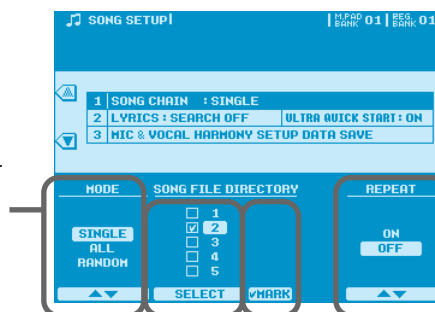 SONG SETUP
M.PAD BANK 01 REG. BANK 01
1 SONG CHAIN : SINGLE
2 LYRICS : SEARCH OFF ULTRA QUICK START : ON
3 MIC & VOCAL HARMONY SETUP DATA SAVE
MODE SONG FILE DIRECTORY REPEAT
1
SINGLE 2 ON
ALL 3 OFF
RANDOM 4
5
SELECT MARK